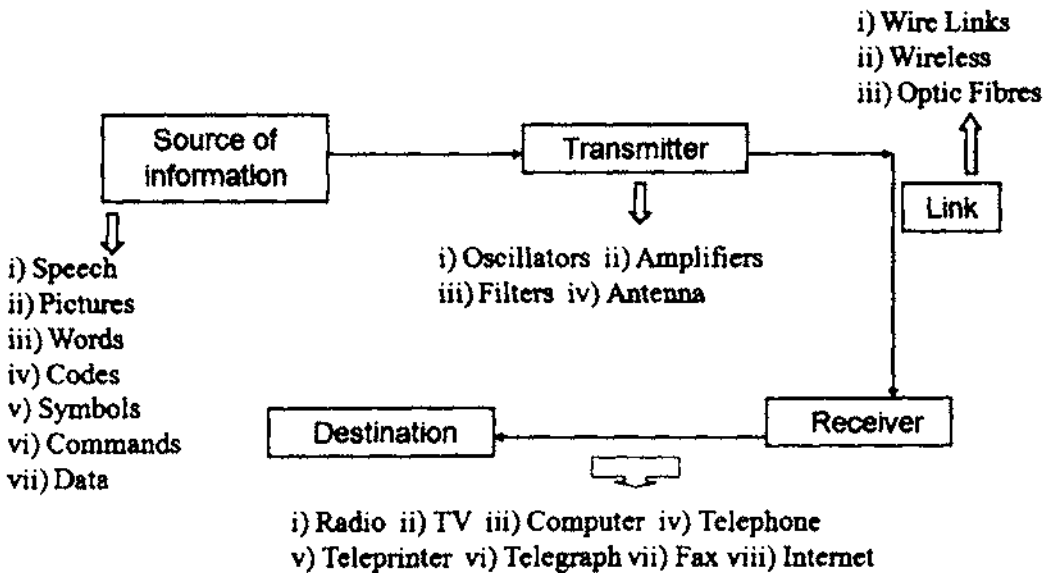 i) Wire Links
ii) Wireless
iii) Optic Fibres
Source of
information
Transmitter
Link
i) Speech
ii) Pictures
iii) Words
iv) Codes
v) Symbols
vi) Commands
vii) Data
i) Oscillators ii) Amplifiers
iii) Filters iv) Antenna
Receiver
Destination
i) Radio ii) TV iii) Computer iv) Telephone
v) Teleprinter vi) Telegraph vii) Fax viii) Internet